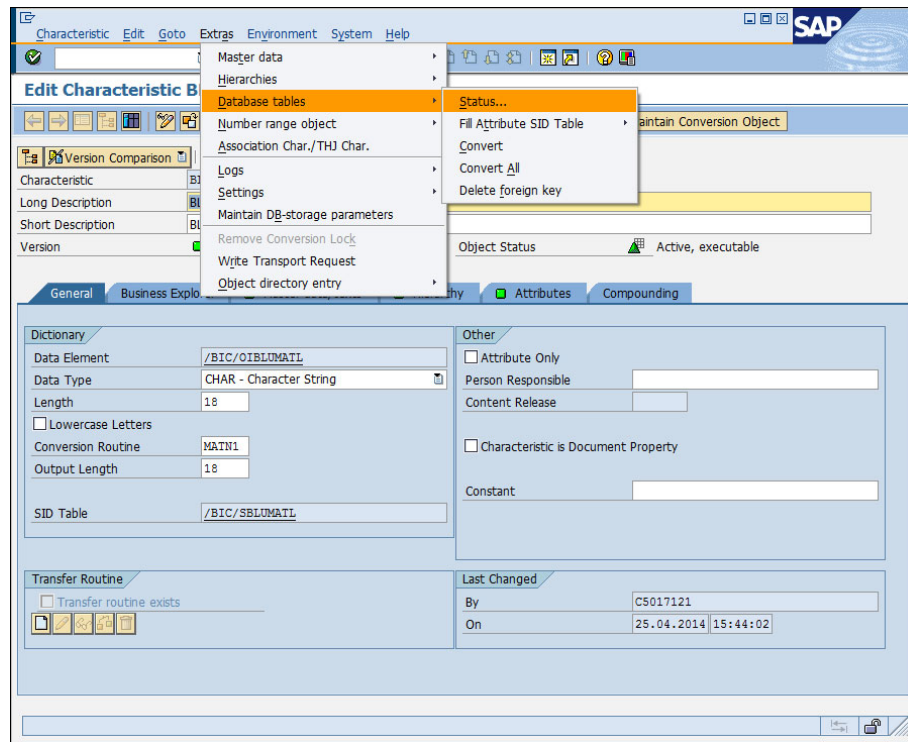 Characteristic Edit Goto Extras Environment System Help
SAP
Edit Characteristic B
Master data
Hierarchies
Database tables
Number range object
Association Char./THJ Char.
Logs
Settings
Maintain DB-storage parameters
Remove Conversion Lock
Write Transport Request
Object directory entry
Status...
Fill Attribute SID Table
Convert
Convert All
Delete foreign key
aintain Conversion Object
Version Comparison
Characteristic
Long Description
Short Description
Version Object Status Active, executable
General Business Explo hy Attributes Compounding
Dictionary
Data Element /BIC/OIBLUMATL
Data Type CHAR - Character String
Length 18
Lowercase Letters
Conversion Routine MATN1
Output Length 18
SID Table /BIC/SBLUMATL
Other
Attribute Only
Person Responsible
Content Release
Characteristic is Document Property
Constant
Transfer Routine
Transfer routine exists
Last Changed
By C5017121
On 25.04.2014 15:44:02